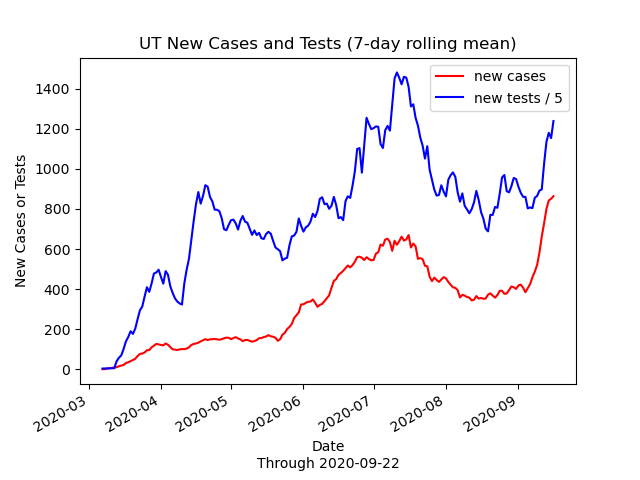 UT New Cases and Tests (7-day rolling mean)
new cases
new tests / 5
New Cases or Tests
1400
1200
1000
800
600
400
200
0
2020-03
2020-04
2020-05
2020-06
2020-07
2020-08
2020-09
Date
Through 2020-09-22